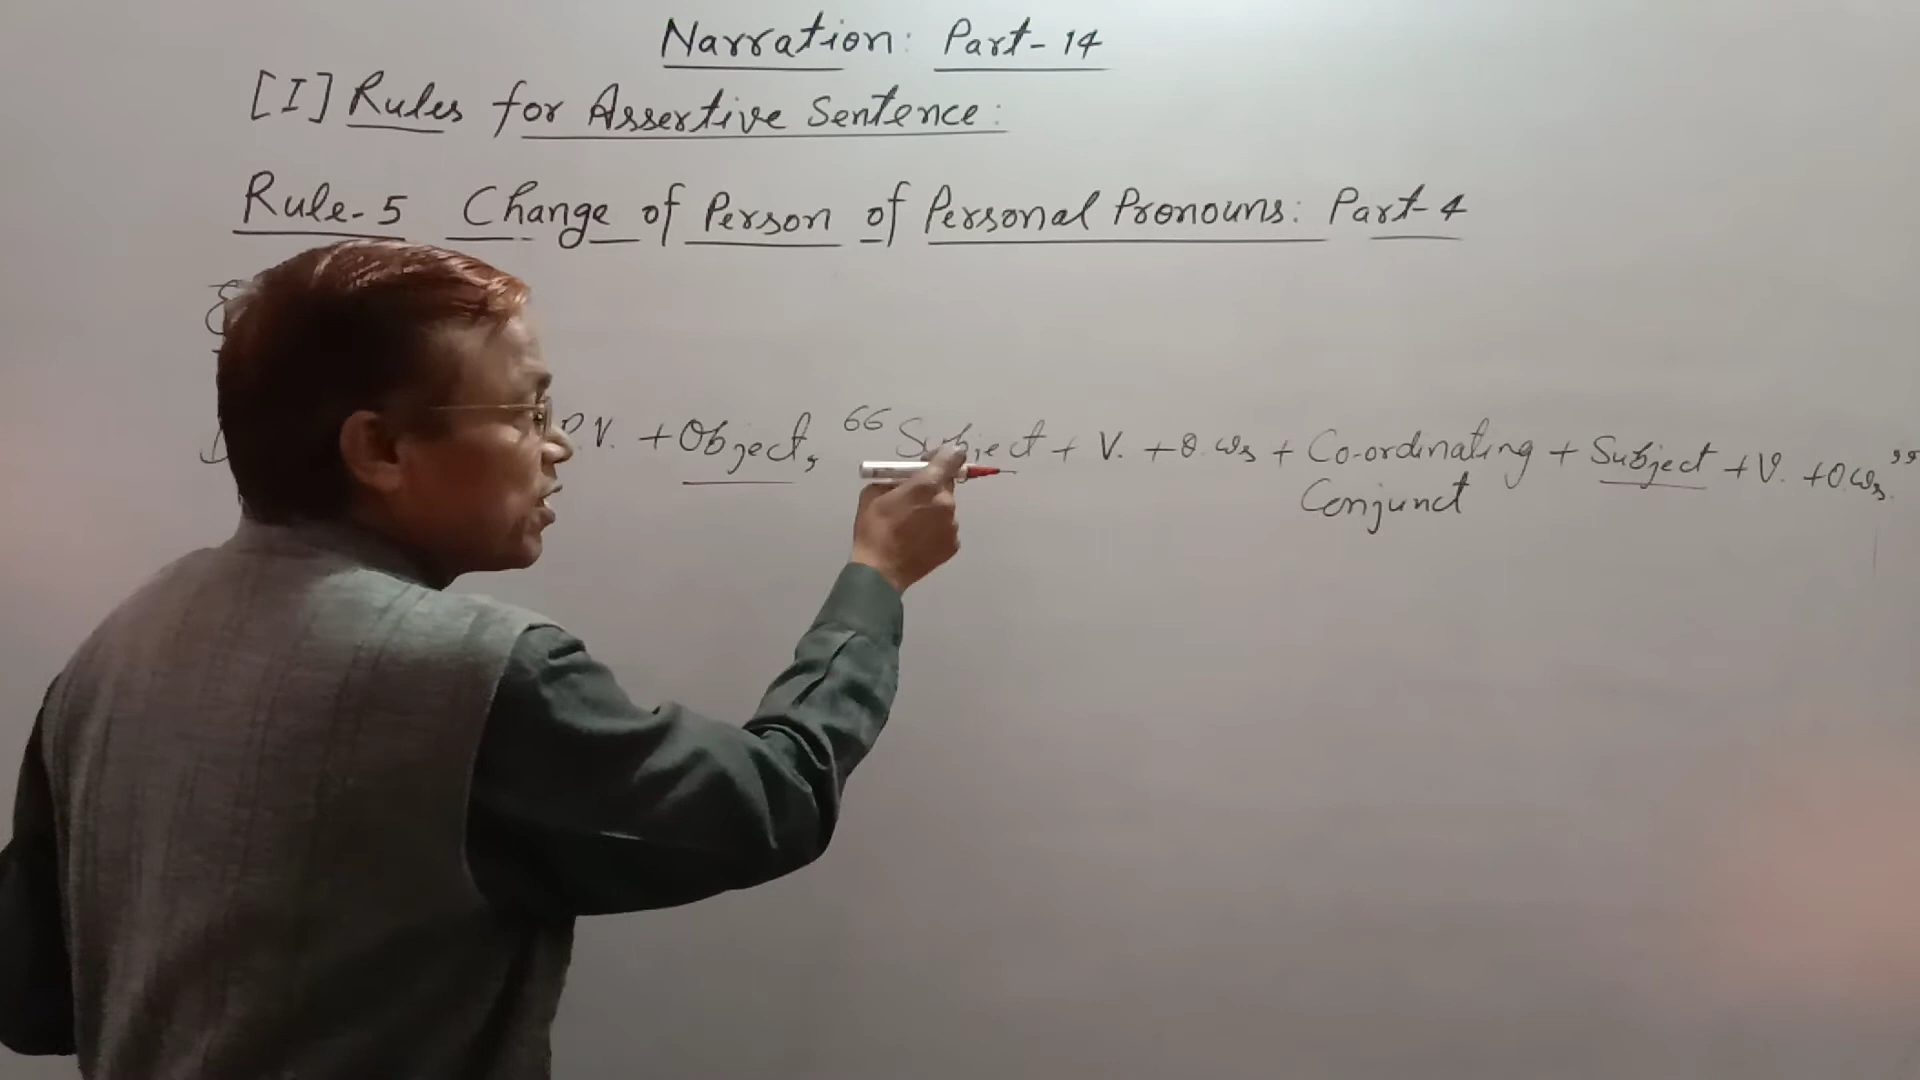 Narration: Part-14
[I] Rules for Assertive Sentence:
Rule-5 Change of Person of Personal Pronouns: Part-4
.V. + Object, “ Subject + V. + O.Ws + Co-ordinating + Subject + V. + O.Ws.”
Conjunct